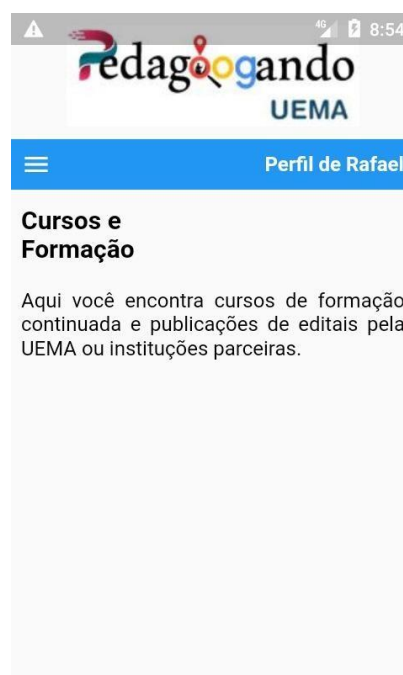 4G 8:54
Pedagoogando
UEMA
Perfil de Rafael
Cursos e
Formação
Aqui você encontra cursos de formação
continuada e publicações de editais pela
UEMA ou instituções parceiras.